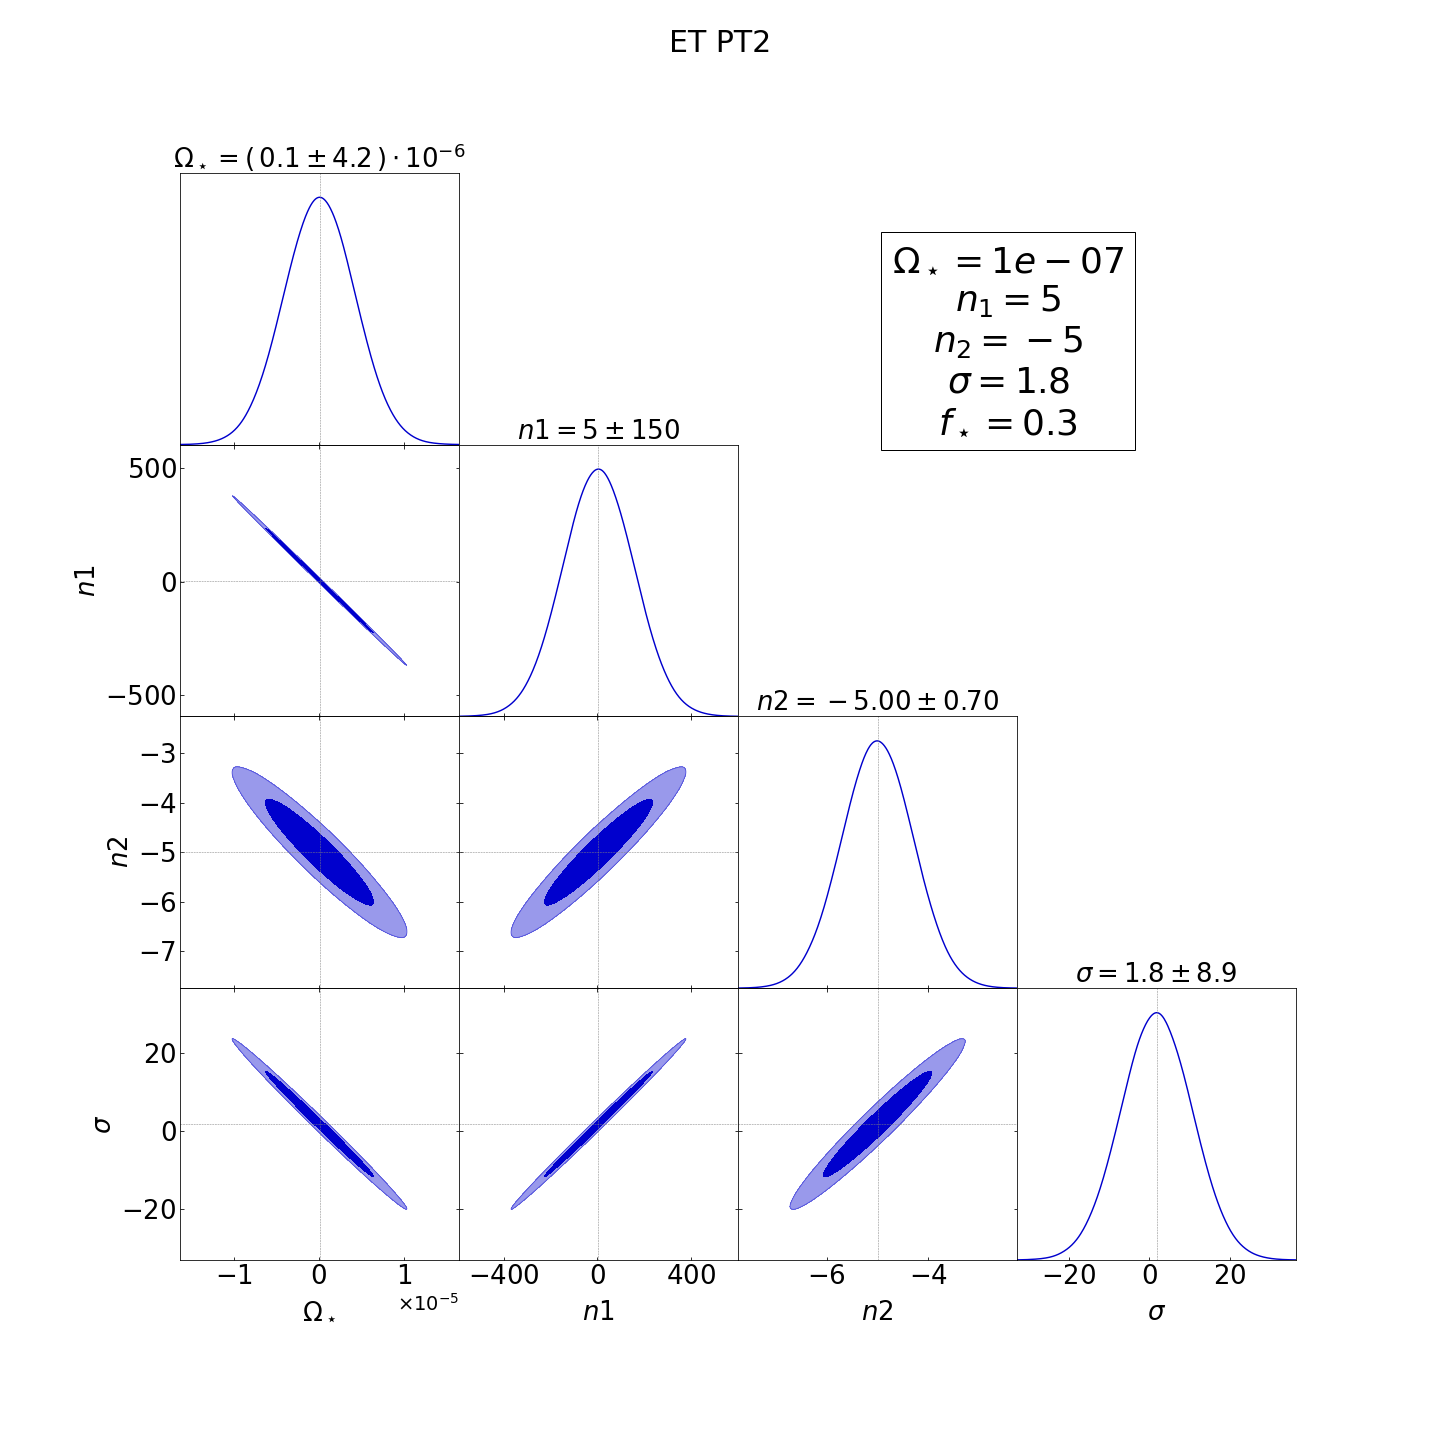 ET PT2
Ω⋆ = ( 0.1 ± 4.2 ) · 10⁻⁶
Ω⋆ = 1e − 07
n₁ = 5
n₂ = − 5
σ = 1.8
f⋆ = 0.3
n1 = 5 ± 150
500
0
−500
n1
n2 = −5.00 ± 0.70
−3
−4
−5
−6
−7
n2
σ = 1.8 ± 8.9
20
0
−20
σ
−1 0 1 −400 0 400 −6 −4 −20 0 20
×10⁻⁵
Ω⋆ n1 n2 σ